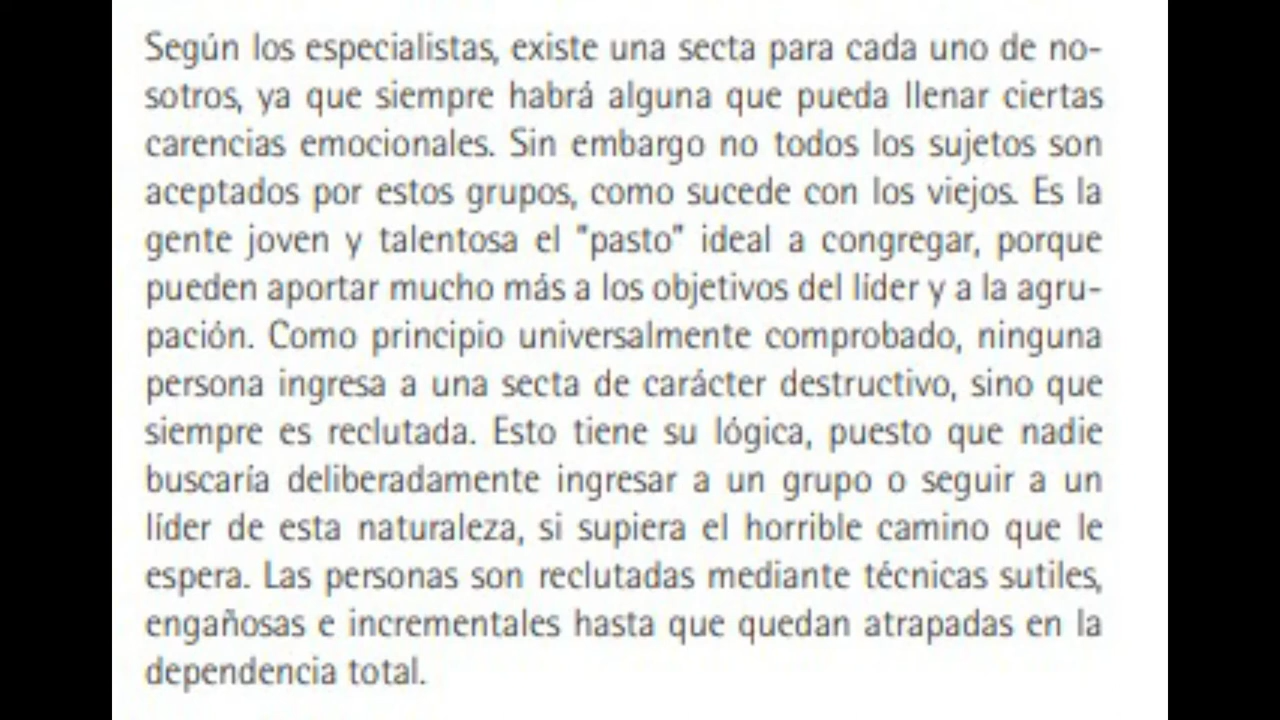 Según los especialistas, existe una secta para cada uno de no-
sotros, ya que siempre habrá alguna que pueda llenar ciertas
carencias emocionales. Sin embargo no todos los sujetos son
aceptados por estos grupos, como sucede con los viejos. Es la
gente joven y talentosa el "pasto" ideal a congregar, porque
pueden aportar mucho más a los objetivos del líder y a la agru-
pación. Como principio universalmente comprobado, ninguna
persona ingresa a una secta de carácter destructivo, sino que
siempre es reclutada. Esto tiene su lógica, puesto que nadie
buscaría deliberadamente ingresar a un grupo o seguir a un
líder de esta naturaleza, si supiera el horrible camino que le
espera. Las personas son reclutadas mediante técnicas sutiles,
engañosas e incrementales hasta que quedan atrapadas en la
dependencia total.